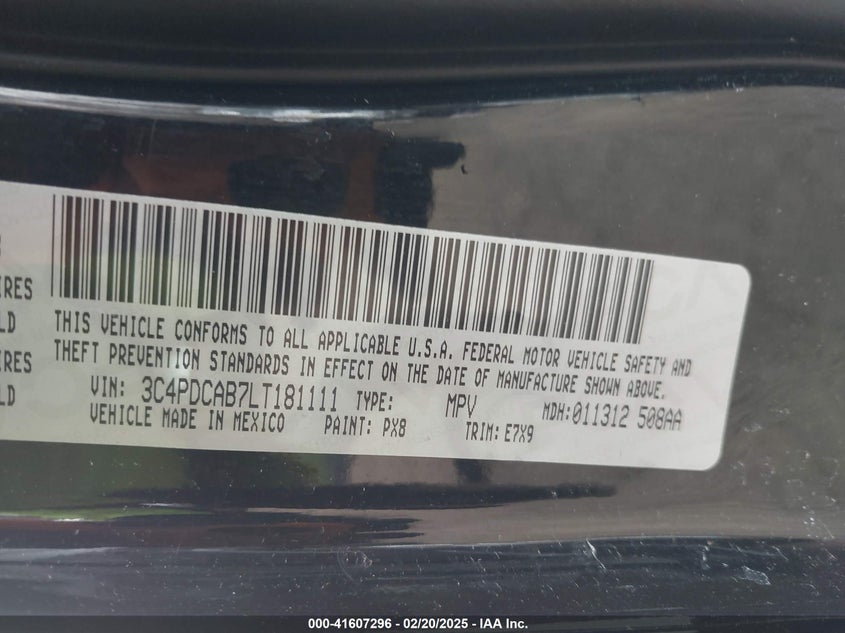 IRES
LD
IRES
LD
THIS VEHICLE CONFORMS TO ALL APPLICABLE U.S.A. FEDERAL MOTOR VEHICLE SAFETY AND
THEFT PREVENTION STANDARDS IN EFFECT ON THE DATE OF MANUFACTURE SHOWN ABOVE.
VIN: 3C4PDCAB7LT181111 TYPE: MPV MDH:011312 508AA
VEHICLE MADE IN MEXICO PAINT: PX8 TRIM: E7X9
000-41607296 - 02/20/2025 - IAA Inc.